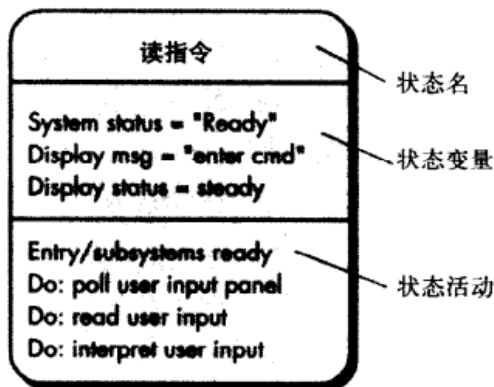 读指令
状态名
System status = "Ready"
Display msg = "enter cmd"
状态变量
Display status = steady
Entry/subsystems ready
Do: poll user input panel
状态活动
Do: read user input
Do: interpret user input